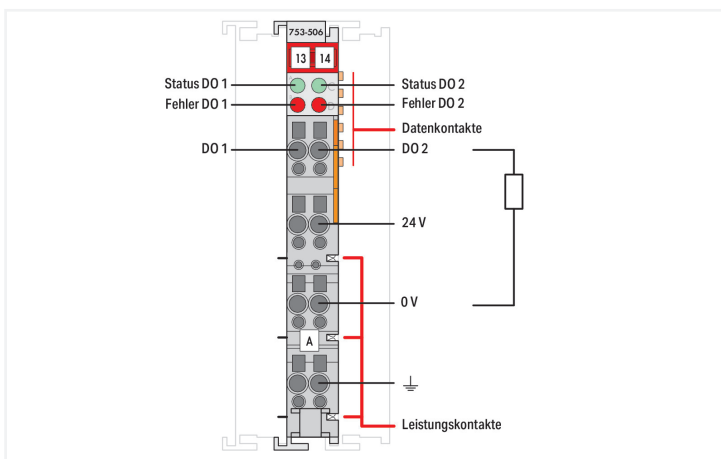 753-506
13 14
Status DO 1
Status DO 2
C
Fehler DO 1
Fehler DO 2
D
Datenkontakte
DO 1
DO 2
24 V
0 V
A
Leistungskontakte